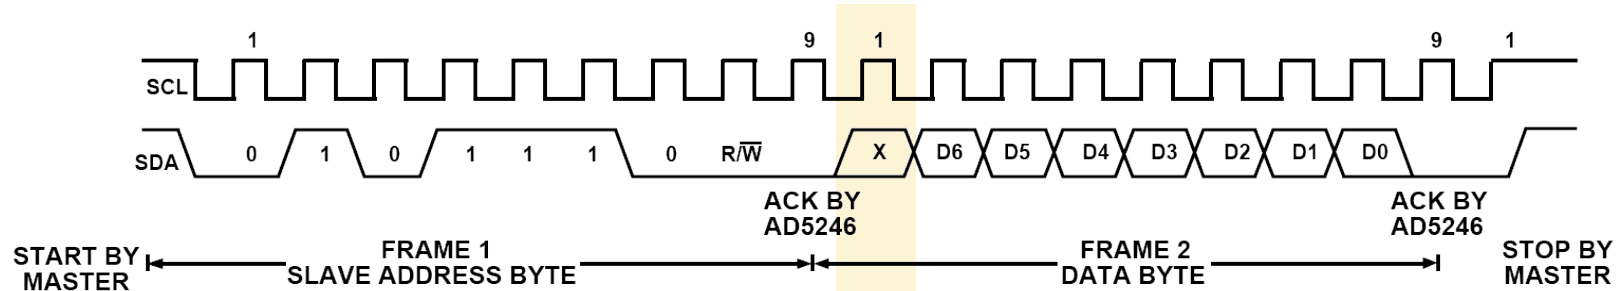 1 9 1 9 1
SCL
SDA 0 1 0 1 1 1 0 R/W̅ X D6 D5 D4 D3 D2 D1 D0
ACK BY
AD5246
ACK BY
AD5246
START BY
MASTER
FRAME 1
SLAVE ADDRESS BYTE
FRAME 2
DATA BYTE
STOP BY
MASTER